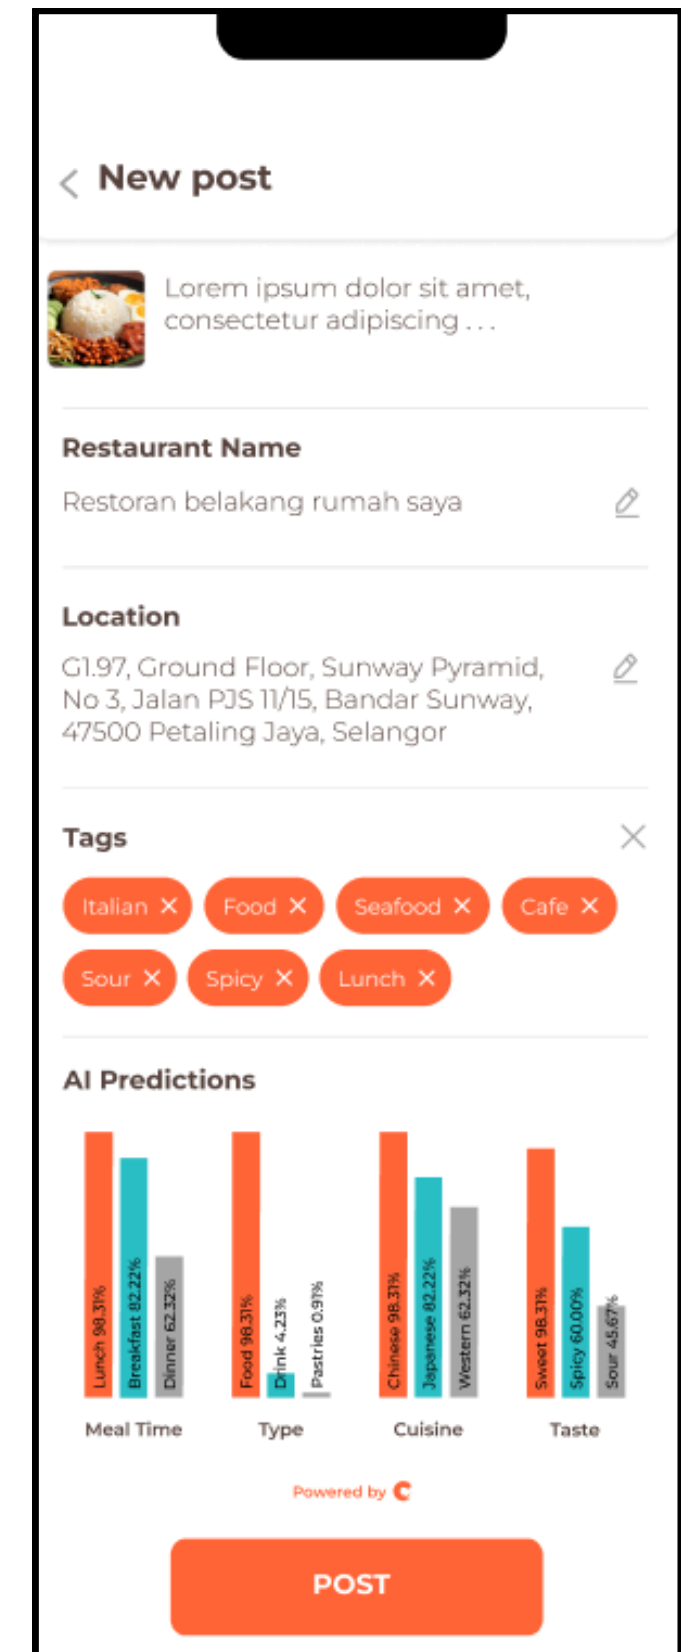 New post
Lorem ipsum dolor sit amet,
consectetur adipiscing . . .
Restaurant Name
Restoran belakang rumah saya
Location
G1.97, Ground Floor, Sunway Pyramid,
No 3, Jalan PJS 11/15, Bandar Sunway,
47500 Petaling Jaya, Selangor
Tags
Italian
Food
Seafood
Cafe
Sour
Spicy
Lunch
AI Predictions
Lunch 98.31%
Breakfast 82.22%
Dinner 62.32%
Food 98.31%
Drink 4.23%
Pastries 0.91%
Chinese 98.31%
Japanese 82.22%
Western 62.32%
Sweet 98.31%
Spicy 60.00%
Sour 45.67%
Meal Time
Type
Cuisine
Taste
Powered by
POST